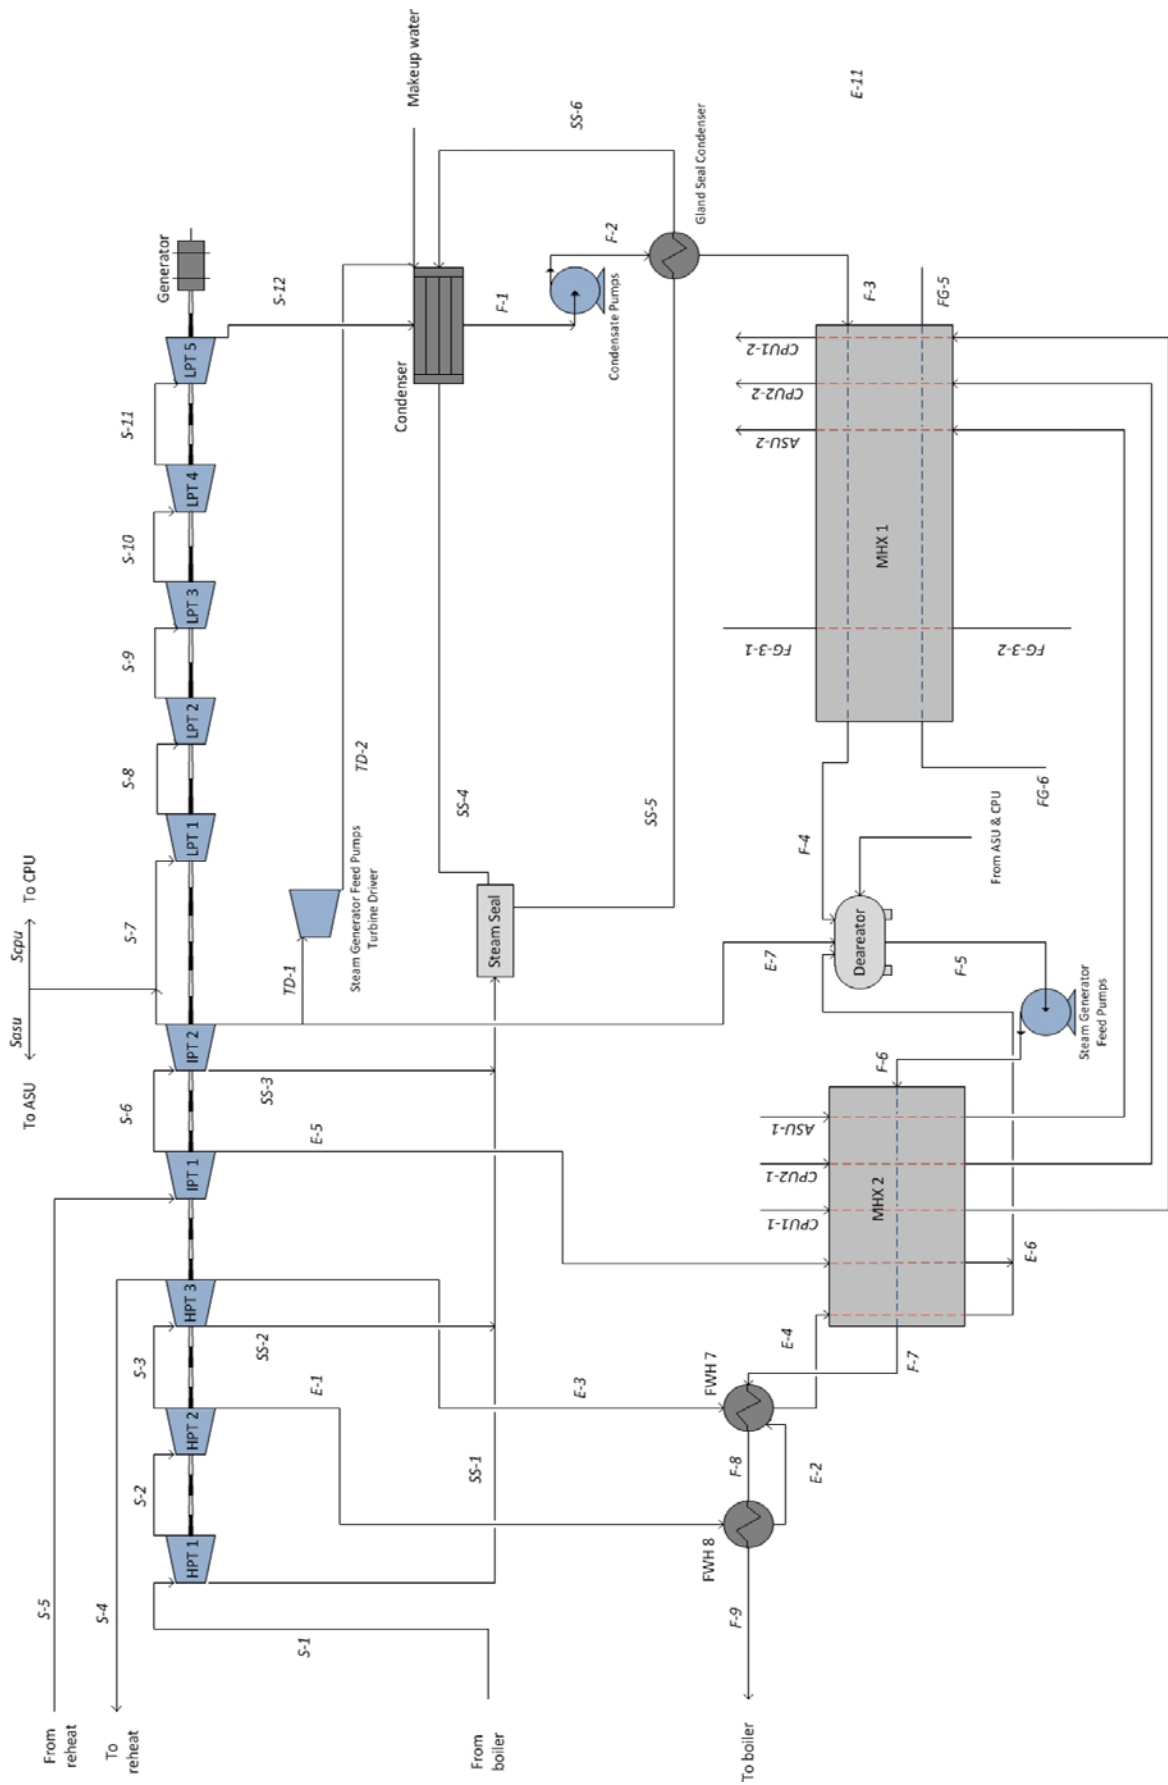 From
reheat
S-5
To
reheat
S-4
To ASU
Sasu
Scpu
To CPU
S-1
HPT 1
S-2
HPT 2
S-3
HPT 3
IPT 1
S-6
IPT 2
S-7
LPT 1
S-8
LPT 2
S-9
LPT 3
S-10
LPT 4
S-11
LPT 5
Generator
S-12
E-1
SS-2
E-5
SS-3
TD-1
Steam Generator Feed Pumps
Turbine Driver
TD-2
Makeup water
Condenser
From
boiler
SS-1
Steam Seal
SS-4
SS-5
F-1
Condensate Pumps
F-2
SS-6
Gland Seal Condenser
E-3
To boiler
F-9
FWH 8
F-8
E-2
FWH 7
E-4
F-7
MHX 2
CPU1-1
CPU2-1
ASU-1
F-6
E-6
E-7
Deareator
F-5
Steam Generator
Feed Pumps
F-4
From ASU & CPU
FG-6
FG-3-1
FG-3-2
MHX 1
ASU-2
CPU2-2
CPU1-2
F-3
FG-5
E-11